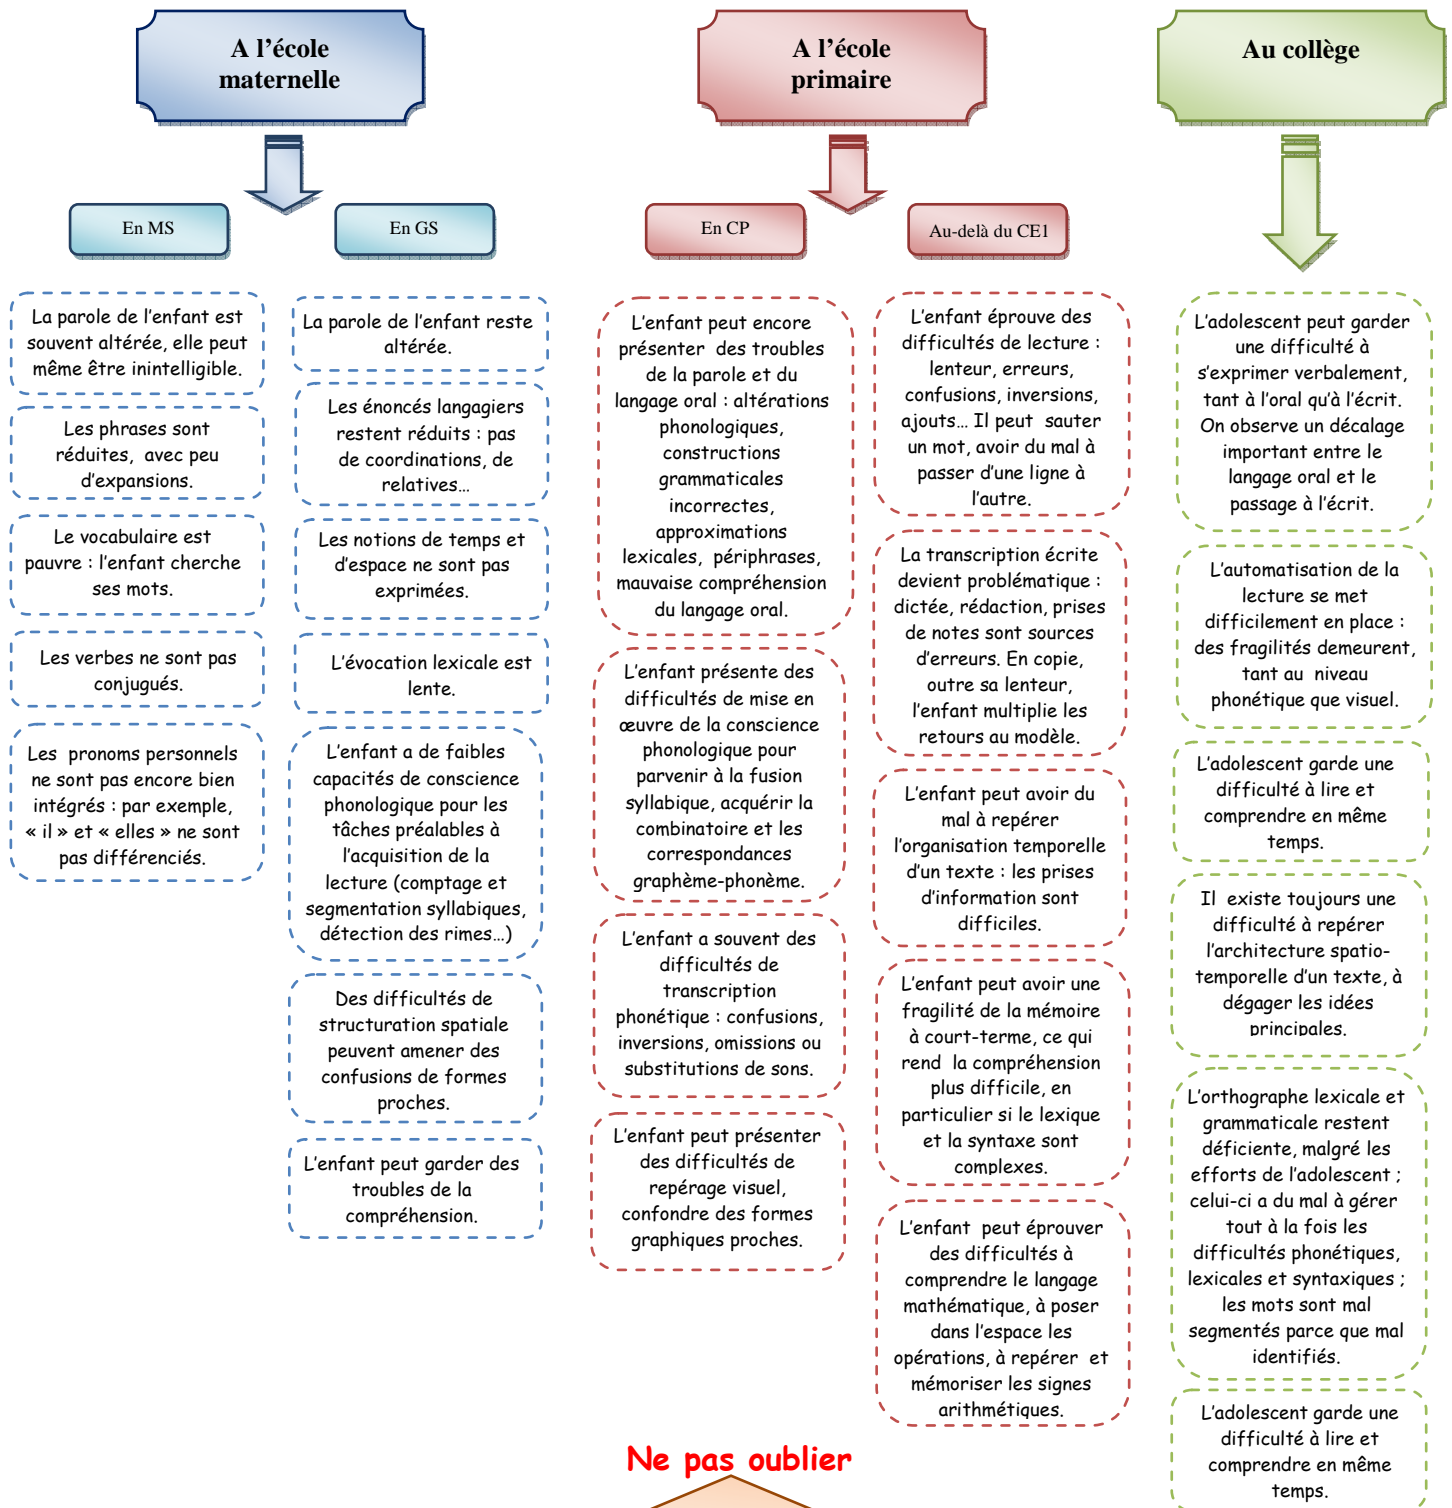 A l’école
maternelle
A l’école
primaire
Au collège
En MS
En GS
En CP
Au-delà du CE1
La parole de l’enfant est
souvent altérée, elle peut
même être inintelligible.
Les phrases sont
réduites, avec peu
d’expansions.
Le vocabulaire est
pauvre : l’enfant cherche
ses mots.
Les verbes ne sont pas
conjugués.
Les pronoms personnels
ne sont pas encore bien
intégrés : par exemple,
« il » et « elles » ne sont
pas différenciés.
La parole de l’enfant reste
altérée.
Les énoncés langagiers
restent réduits : pas
de coordinations, de
relatives…
Les notions de temps et
d’espace ne sont pas
exprimées.
L’évocation lexicale est
lente.
L’enfant a de faibles
capacités de conscience
phonologique pour les
tâches préalables à
l’acquisition de la
lecture (comptage et
segmentation syllabiques,
détection des rimes…)
Des difficultés de
structuration spatiale
peuvent amener des
confusions de formes
proches.
L’enfant peut garder des
troubles de la
compréhension.
L’enfant peut encore
présenter des troubles
de la parole et du
langage oral : altérations
phonologiques,
constructions
grammaticales
incorrectes,
approximations
lexicales, périphrases,
mauvaise compréhension
du langage oral.
L’enfant présente des
difficultés de mise en
œuvre de la conscience
phonologique pour
parvenir à la fusion
syllabique, acquérir la
combinatoire et les
correspondances
graphème-phonème.
L’enfant a souvent des
difficultés de
transcription
phonétique : confusions,
inversions, omissions ou
substitutions de sons.
L’enfant peut présenter
des difficultés de
repérage visuel,
confondre des formes
graphiques proches.
L’enfant éprouve des
difficultés de lecture :
lenteur, erreurs,
confusions, inversions,
ajouts… Il peut sauter
un mot, avoir du mal à
passer d’une ligne à
l’autre.
La transcription écrite
devient problématique :
dictée, rédaction, prises
de notes sont sources
d’erreurs. En copie,
outre sa lenteur,
l’enfant multiplie les
retours au modèle.
L’enfant peut avoir du
mal à repérer
l’organisation temporelle
d’un texte : les prises
d’information sont
difficiles.
L’enfant peut avoir une
fragilité de la mémoire
à court-terme, ce qui
rend la compréhension
plus difficile, en
particulier si le lexique
et la syntaxe sont
complexes.
L’enfant peut éprouver
des difficultés à
comprendre le langage
mathématique, à poser
dans l’espace les
opérations, à repérer et
mémoriser les signes
arithmétiques.
L’adolescent peut garder
une difficulté à
s’exprimer verbalement,
tant à l’oral qu’à l’écrit.
On observe un décalage
important entre le
langage oral et le
passage à l’écrit.
L’automatisation de la
lecture se met
difficilement en place :
des fragilités demeurent,
tant au niveau
phonétique que visuel.
L’adolescent garde une
difficulté à lire et
comprendre en même
temps.
Il existe toujours une
difficulté à repérer
l’architecture spatio-
temporelle d’un texte, à
dégager les idées
principales.
L’orthographe lexicale et
grammaticale restent
déficiente, malgré les
efforts de l’adolescent ;
celui-ci a du mal à gérer
tout à la fois les
difficultés phonétiques,
lexicales et syntaxiques ;
les mots sont mal
segmentés parce que mal
identifiés.
L’adolescent garde une
difficulté à lire et
comprendre en même
temps.
Ne pas oublier